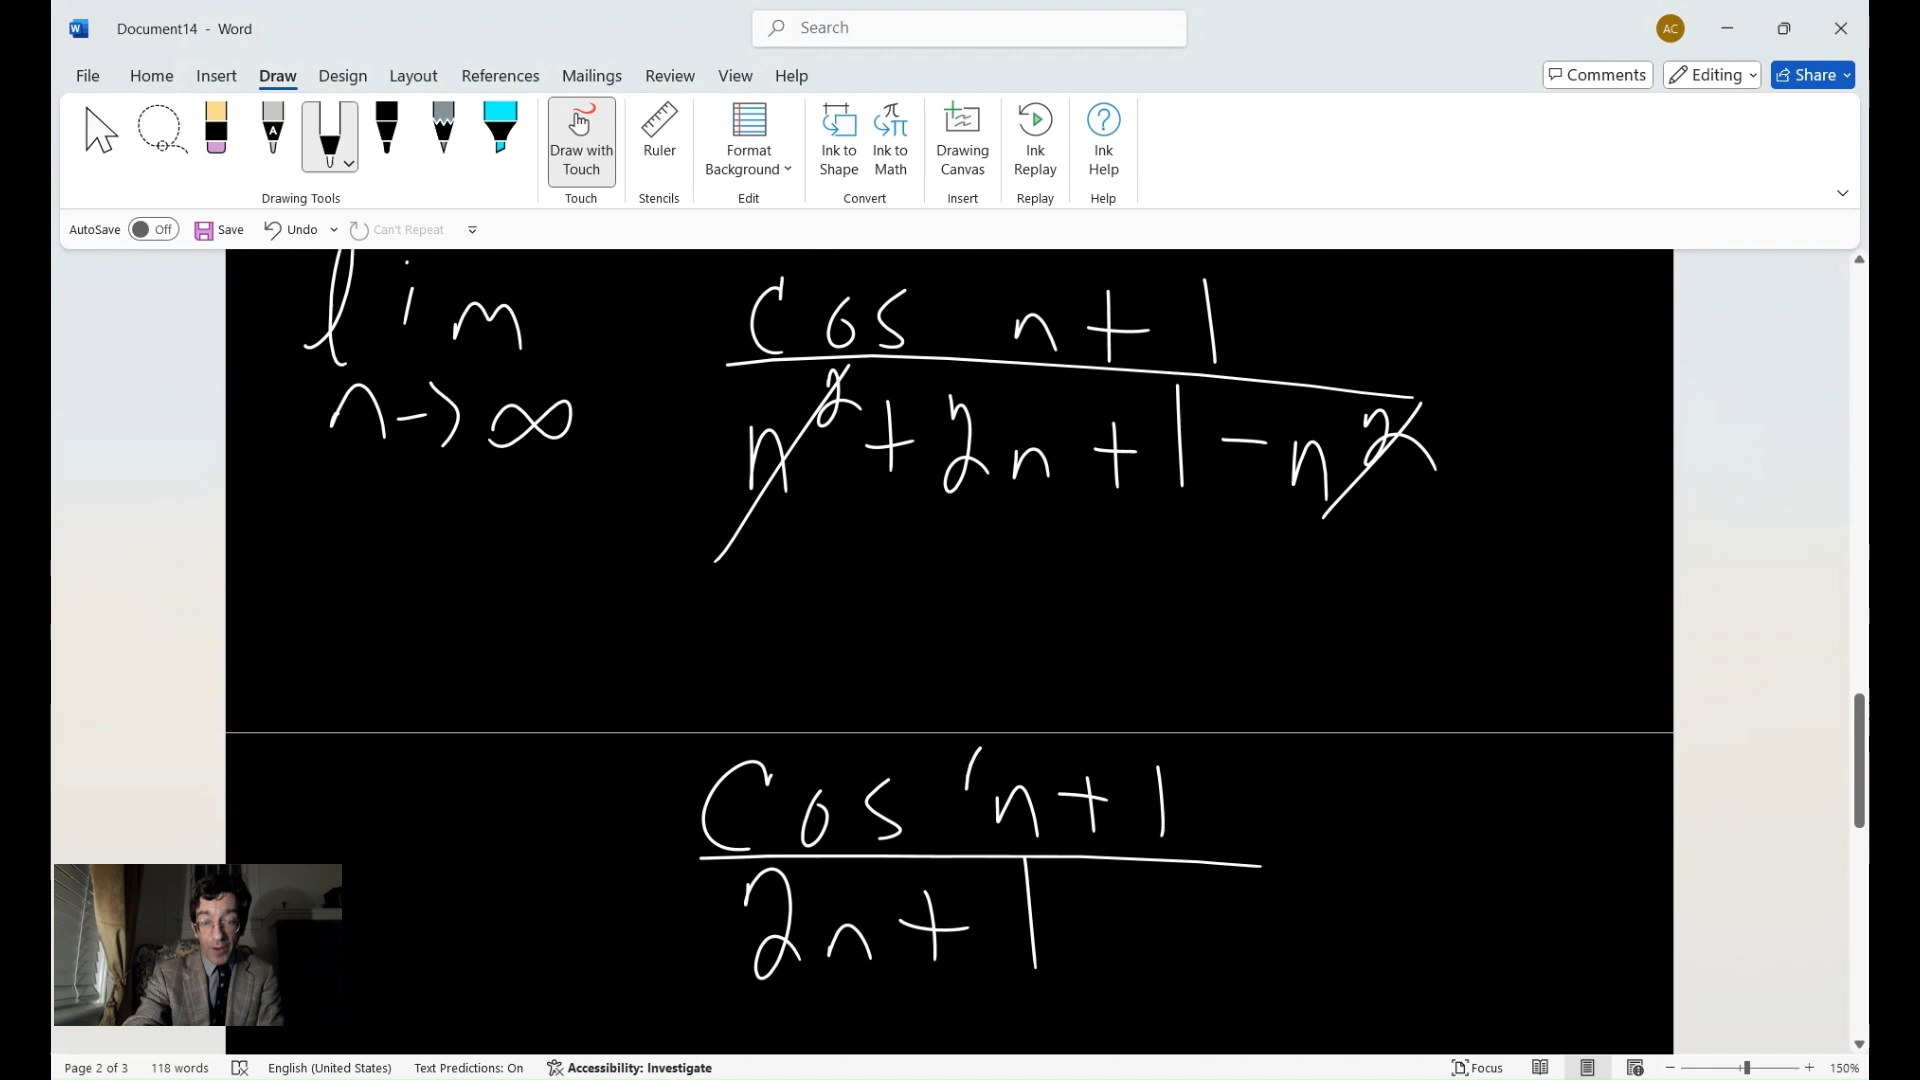 Document14 - Word
Search
AC
File Home Insert Draw Design Layout References Mailings Review View Help
Comments Editing Share
A
Draw with Touch
Ruler
Format Background
Ink to Shape
Ink to Math
Drawing Canvas
Ink Replay
Ink Help
Drawing Tools Touch Stencils Edit Convert Insert Replay Help
AutoSave Off Save Undo Can't Repeat
lim cos n+1
n→∞ n²+2n+1-n²
cos 'n+1
2n+1
Page 2 of 3 118 words English (United States) Text Predictions: On Accessibility: Investigate Focus 150%